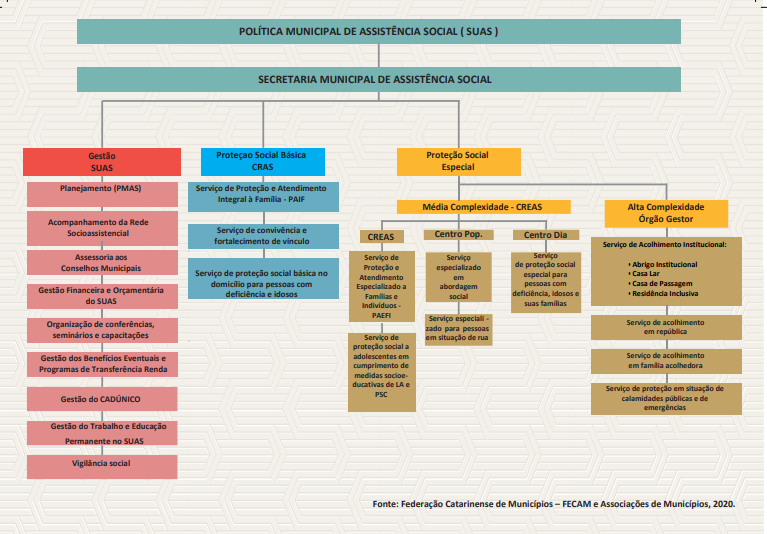 POLÍTICA MUNICIPAL DE ASSISTÊNCIA SOCIAL ( SUAS )
SECRETARIA MUNICIPAL DE ASSISTÊNCIA SOCIAL
Gestão
SUAS
Planejamento (PMAS)
Acompanhamento da Rede
Socioassistencial
Assessoria aos
Conselhos Municipais
Gestão Financeira e Orçamentária
do SUAS
Organização de conferências,
seminários e capacitações
Gestão dos Benefícios Eventuais e
Programas de Transferência Renda
Gestão do CADÚNICO
Gestão do Trabalho e Educação
Permanente no SUAS
Vigilância social
Proteçao Social Básica
CRAS
Serviço de Proteção e Atendimento
Integral à Família - PAIF
Serviço de convivência e
fortalecimento de vínculo
Serviço de proteção social básica no
domicílio para pessoas com
deficiência e idosos
Proteção Social
Especial
Média Complexidade - CREAS
CREAS
Serviço de
Proteção e
Atendimento
Especializado a
Famílias e
Indivíduos -
PAEFI
Serviço de
proteção social a
adolescentes em
cumprimento de
medidas socioe-
ducativas de LA e
PSC
Centro Pop.
Serviço
especializado
em
abordagem
social
Serviço especiali -
zado para pessoas
em situação de rua
Centro Dia
Serviço
de proteção social
especial para
pessoas com
deficiência, idosos e
suas famílias
Alta Complexidade
Órgão Gestor
Serviço de Acolhimento Institucional:
• Abrigo Institucional
• Casa Lar
• Casa de Passagem
• Residência Inclusiva
Serviço de acolhimento
em república
Serviço de acolhimento
em família acolhedora
Serviço de proteção em situação de
calamidades públicas e de
emergências
Fonte: Federação Catarinense de Municípios – FECAM e Associações de Municípios, 2020.